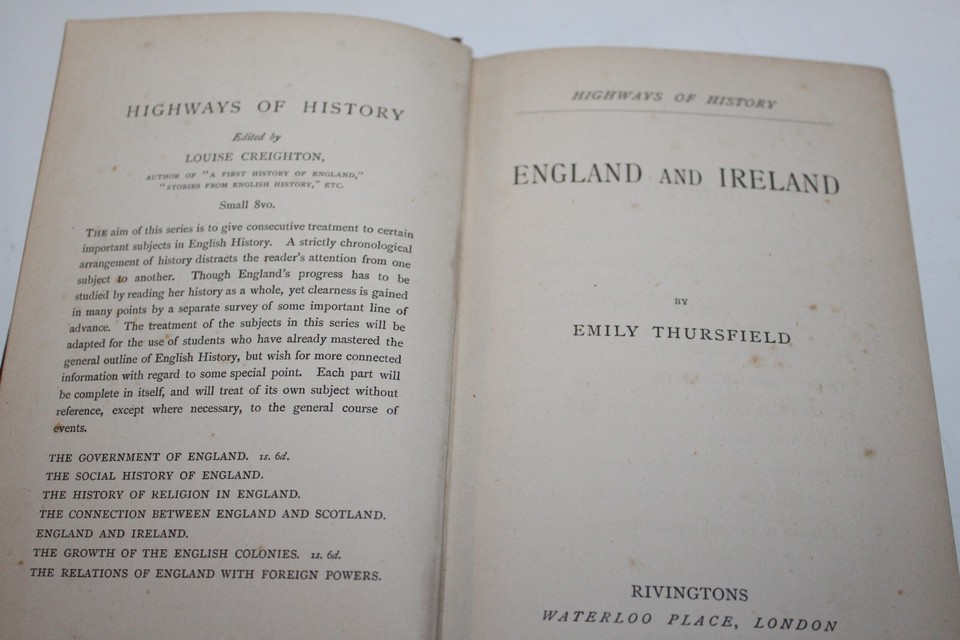 HIGHWAYS OF HISTORY
Edited by
LOUISE CREIGHTON,
AUTHOR OF "A FIRST HISTORY OF ENGLAND,"
"STORIES FROM ENGLISH HISTORY," ETC.
Small 8vo.
THE aim of this series is to give consecutive treatment to certain
important subjects in English History. A strictly chronological
arrangement of history distracts the reader's attention from one
subject to another. Though England's progress has to be
studied by reading her history as a whole, yet clearness is gained
in many points by a separate survey of some important line of
advance. The treatment of the subjects in this series will be
adapted for the use of students who have already mastered the
general outline of English History, but wish for more connected
information with regard to some special point. Each part will
be complete in itself, and will treat of its own subject without
reference, except where necessary, to the general course of
events.
THE GOVERNMENT OF ENGLAND. 1s. 6d.
THE SOCIAL HISTORY OF ENGLAND.
THE HISTORY OF RELIGION IN ENGLAND.
THE CONNECTION BETWEEN ENGLAND AND SCOTLAND.
ENGLAND AND IRELAND.
THE GROWTH OF THE ENGLISH COLONIES. 1s. 6d.
THE RELATIONS OF ENGLAND WITH FOREIGN POWERS.
HIGHWAYS OF HISTORY
ENGLAND AND IRELAND
BY
EMILY THURSFIELD
RIVINGTONS
WATERLOO PLACE, LONDON